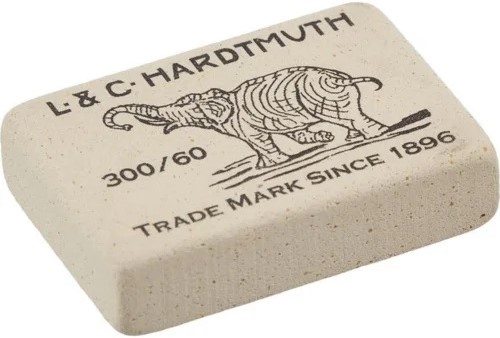 L. & C. HARDTMUTH
300/60
TRADE MARK SINCE 1896